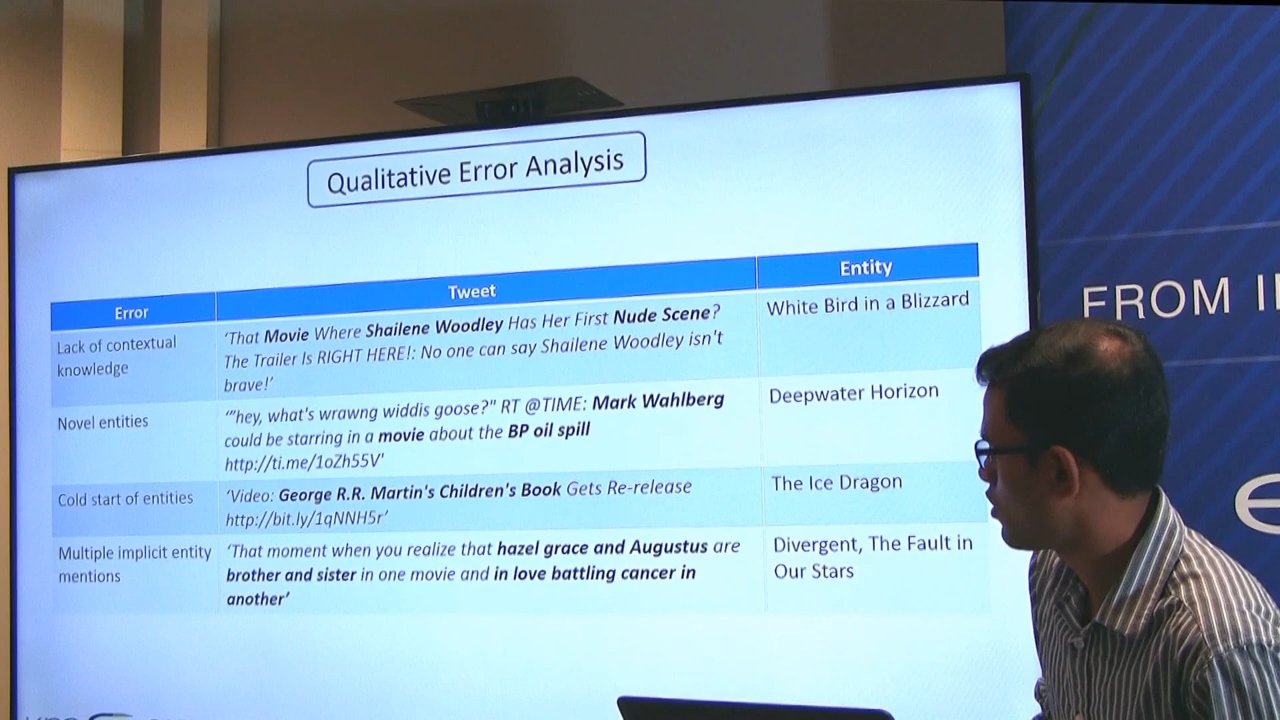 Qualitative Error Analysis
Error
Tweet
Entity
Lack of contextual
knowledge
‘That Movie Where Shailene Woodley Has Her First Nude Scene?
The Trailer Is RIGHT HERE!: No one can say Shailene Woodley isn't
brave!’
White Bird in a Blizzard
Novel entities
‘"hey, what's wrawng widdis goose?" RT @TIME: Mark Wahlberg
could be starring in a movie about the BP oil spill
http://ti.me/1oZh55V'
Deepwater Horizon
Cold start of entities
‘Video: George R.R. Martin's Children's Book Gets Re-release
http://bit.ly/1qNNH5r’
The Ice Dragon
Multiple implicit entity
mentions
‘That moment when you realize that hazel grace and Augustus are
brother and sister in one movie and in love battling cancer in
another’
Divergent, The Fault in
Our Stars
FROM